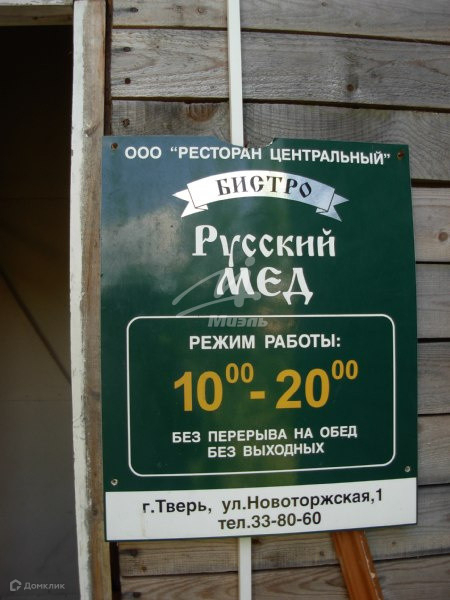 ООО "РЕСТОРАН ЦЕНТРАЛЬНЫЙ"
БИСТРО
Русский
МЕД
Миэль
РЕЖИМ РАБОТЫ:
10⁰⁰-20⁰⁰
БЕЗ ПЕРЕРЫВА НА ОБЕД
БЕЗ ВЫХОДНЫХ
г.Тверь, ул.Новоторжская,1
тел.33-80-60
Домклик